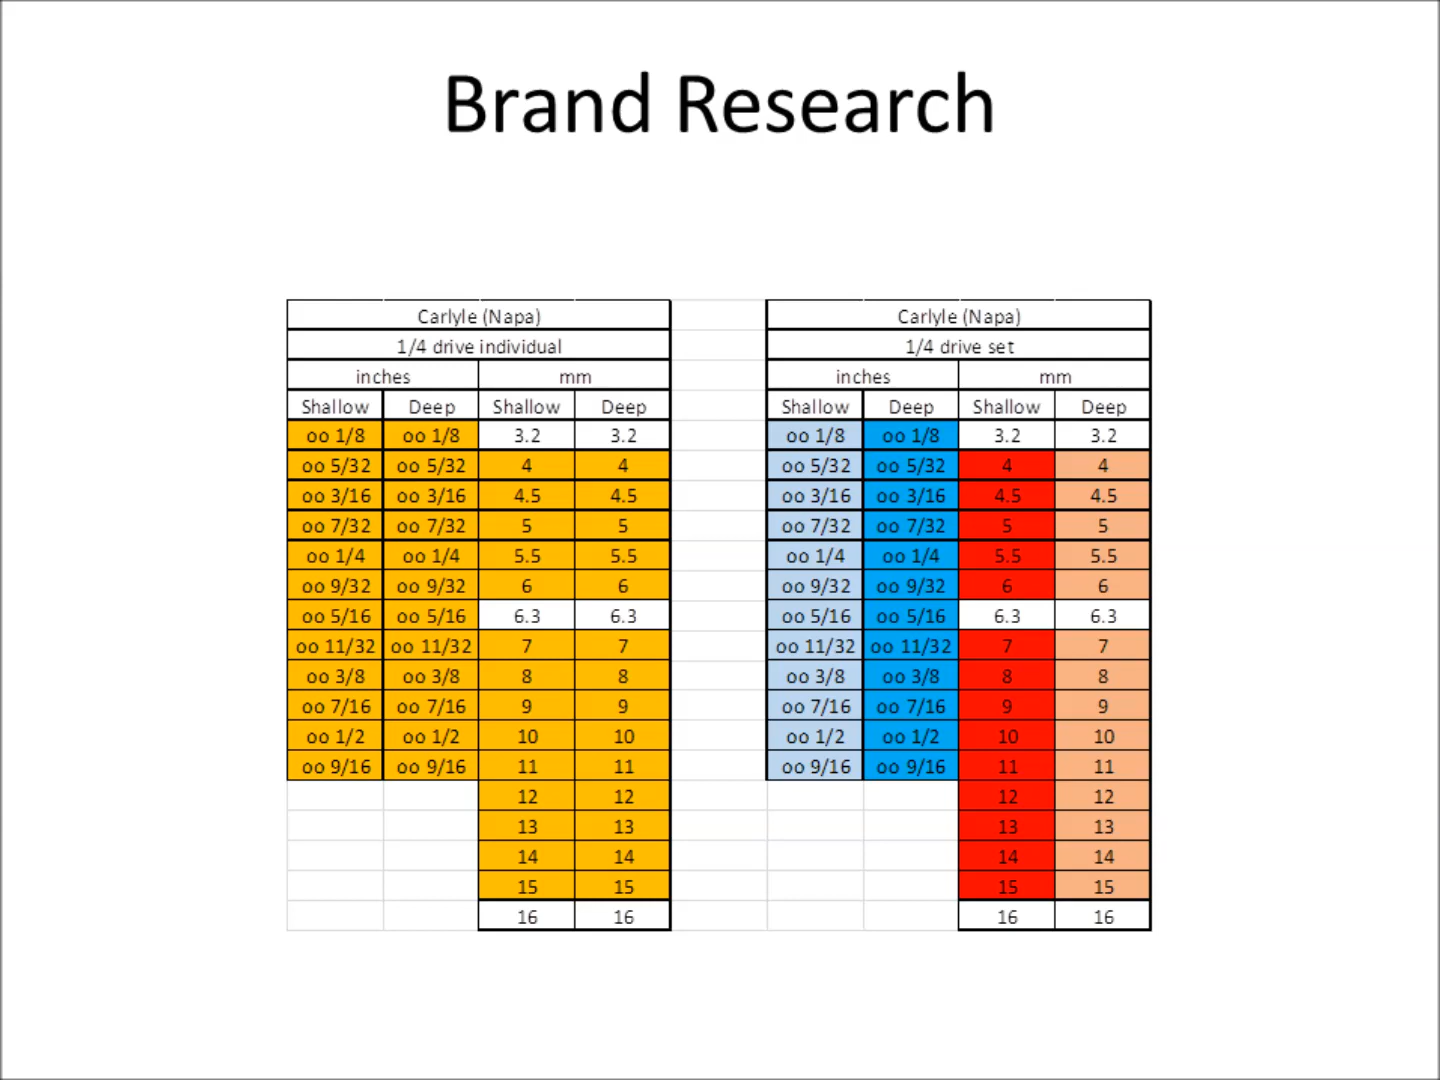 Brand Research
Carlyle (Napa) Carlyle (Napa)
1/4 drive individual 1/4 drive set
inches mm inches mm
Shallow Deep Shallow Deep Shallow Deep Shallow Deep
oo 1/8 oo 1/8 3.2 3.2 oo 1/8 oo 1/8 3.2 3.2
oo 5/32 oo 5/32 4 4 oo 5/32 oo 5/32 4 4
oo 3/16 oo 3/16 4.5 4.5 oo 3/16 oo 3/16 4.5 4.5
oo 7/32 oo 7/32 5 5 oo 7/32 oo 7/32 5 5
oo 1/4 oo 1/4 5.5 5.5 oo 1/4 oo 1/4 5.5 5.5
oo 9/32 oo 9/32 6 6 oo 9/32 oo 9/32 6 6
oo 5/16 oo 5/16 6.3 6.3 oo 5/16 oo 5/16 6.3 6.3
oo 11/32 oo 11/32 7 7 oo 11/32 oo 11/32 7 7
oo 3/8 oo 3/8 8 8 oo 3/8 oo 3/8 8 8
oo 7/16 oo 7/16 9 9 oo 7/16 oo 7/16 9 9
oo 1/2 oo 1/2 10 10 oo 1/2 oo 1/2 10 10
oo 9/16 oo 9/16 11 11 oo 9/16 oo 9/16 11 11
12 12 12 12
13 13 13 13
14 14 14 14
15 15 15 15
16 16 16 16